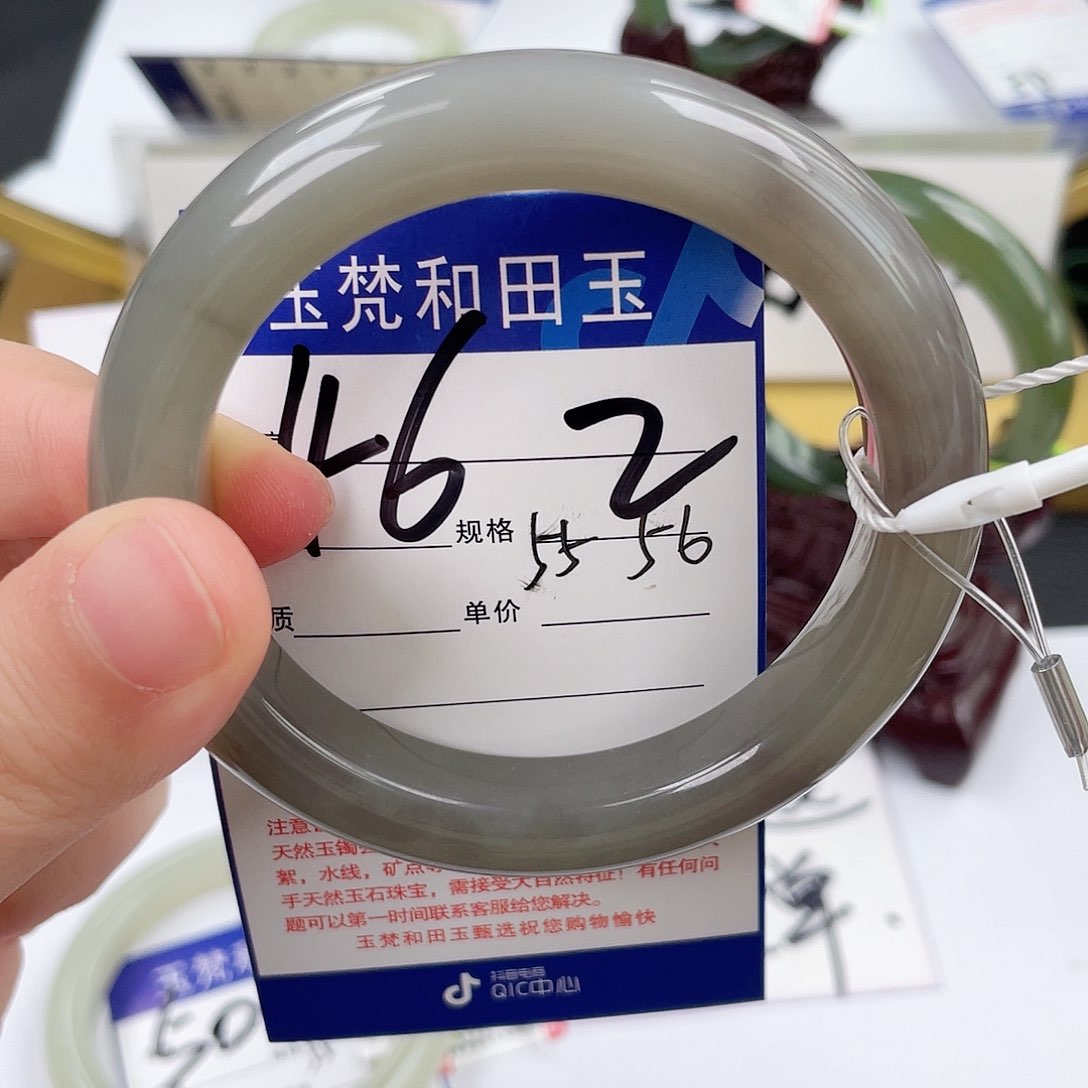 玉梵和田玉
46 2
规格 55 56
质 单价
注意
天然玉镯
絮，水线，矿点
手天然玉石珠宝，需接受大自然特征！有任何问
题可以第一时间联系客服给您解决。
玉梵和田玉甄选祝您购物愉快
抖音电商
QIC中心
玉梵
50
牌.